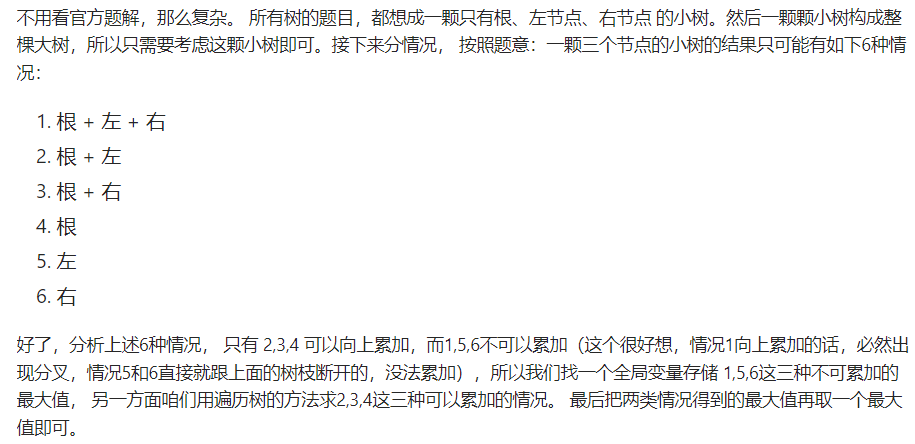 不用看官方题解，那么复杂。 所有树的题目，都想成一颗只有根、左节点、右节点 的小树。然后一颗颗小树构成整
棵大树，所以只需要考虑这颗小树即可。接下来分情况， 按照题意：一颗三个节点的小树的结果只可能有如下6种情
况：
1. 根 + 左 + 右
2. 根 + 左
3. 根 + 右
4. 根
5. 左
6. 右
好了，分析上述6种情况， 只有 2,3,4 可以向上累加，而1,5,6不可以累加（这个很好想，情况1向上累加的话，必然出
现分叉，情况5和6直接就跟上面的树枝断开的，没法累加），所以我们找一个全局变量存储 1,5,6这三种不可累加的
最大值， 另一方面咱们用遍历树的方法求2,3,4这三种可以累加的情况。 最后把两类情况得到的最大值再取一个最大
值即可。